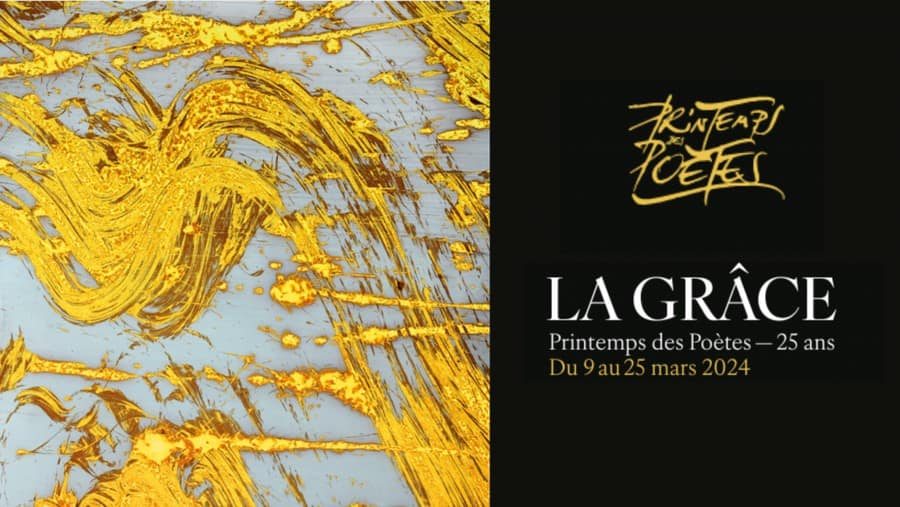 PRINTEMPS
DES
POÈTES
LA GRÂCE
Printemps des Poètes — 25 ans
Du 9 au 25 mars 2024